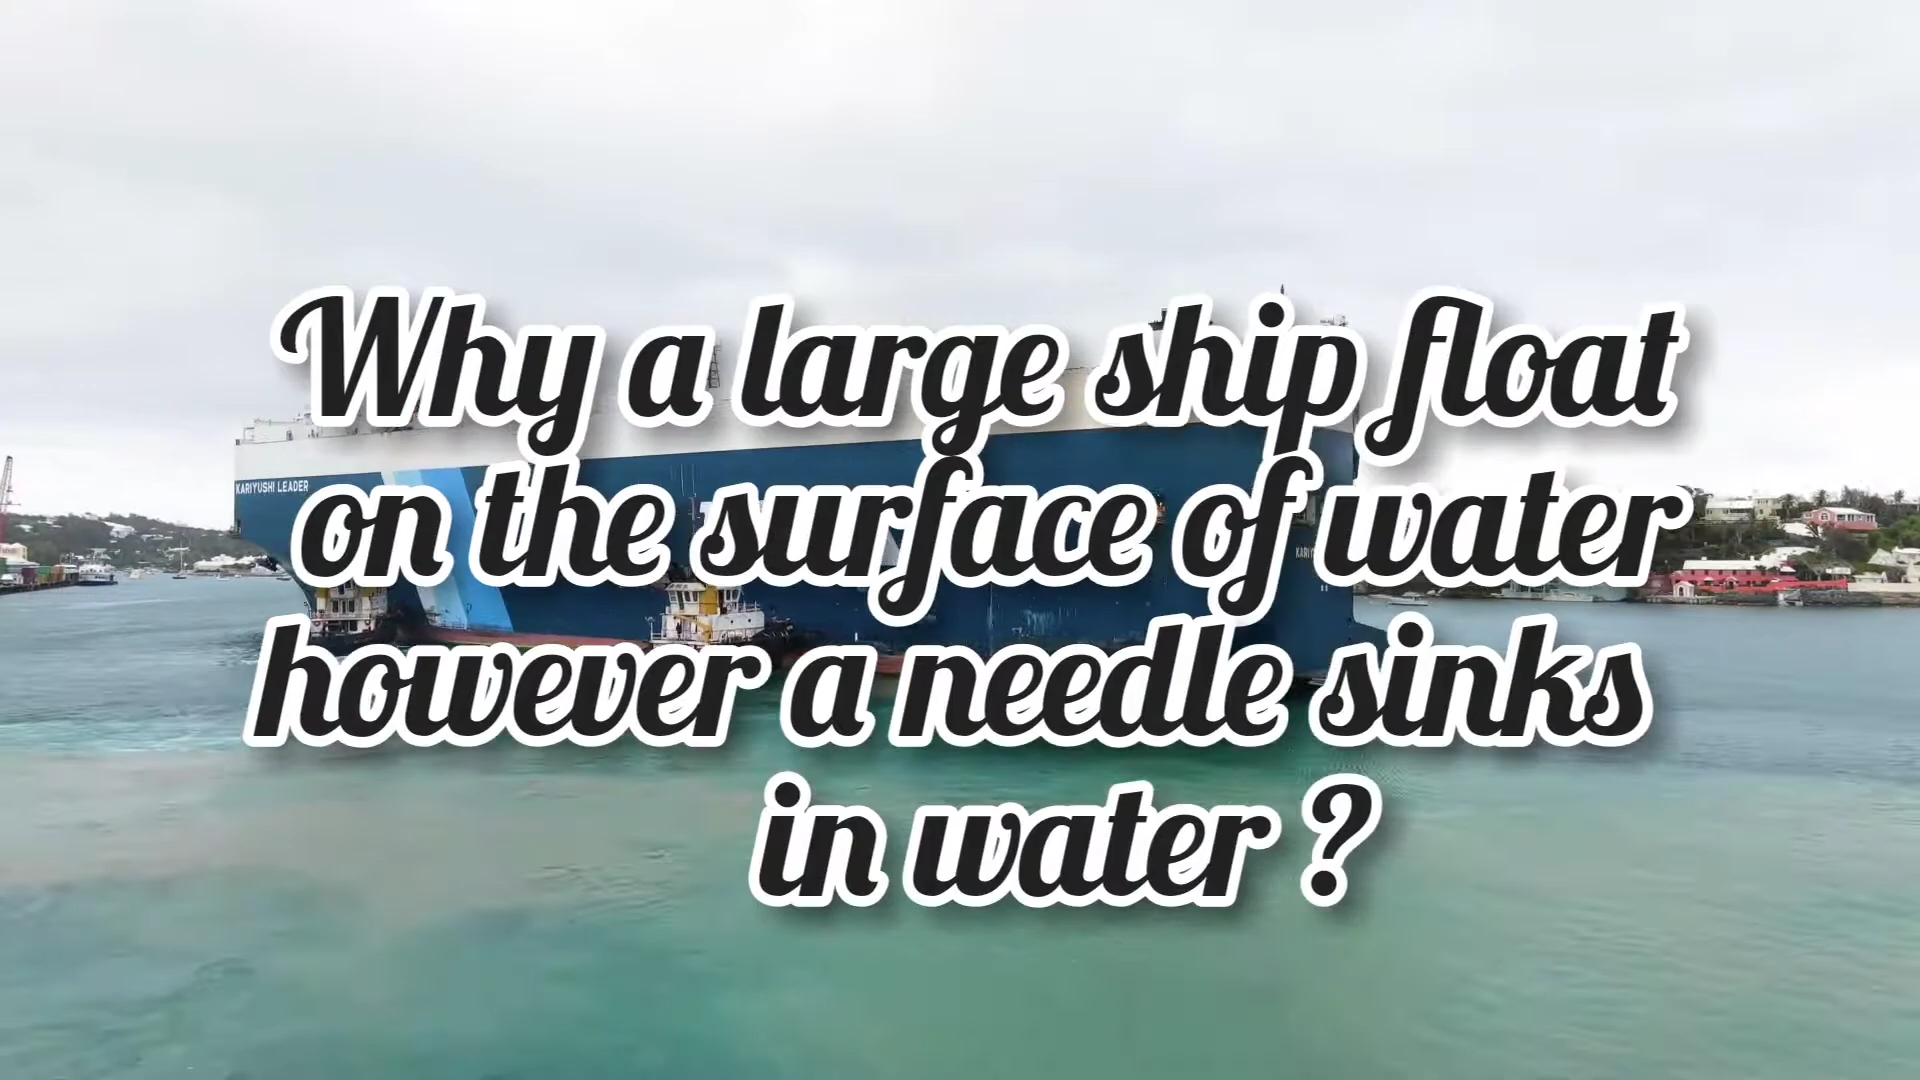 Why a large ship float
on the surface of water
however a needle sinks
in water ?
KARIYUSHI LEADER